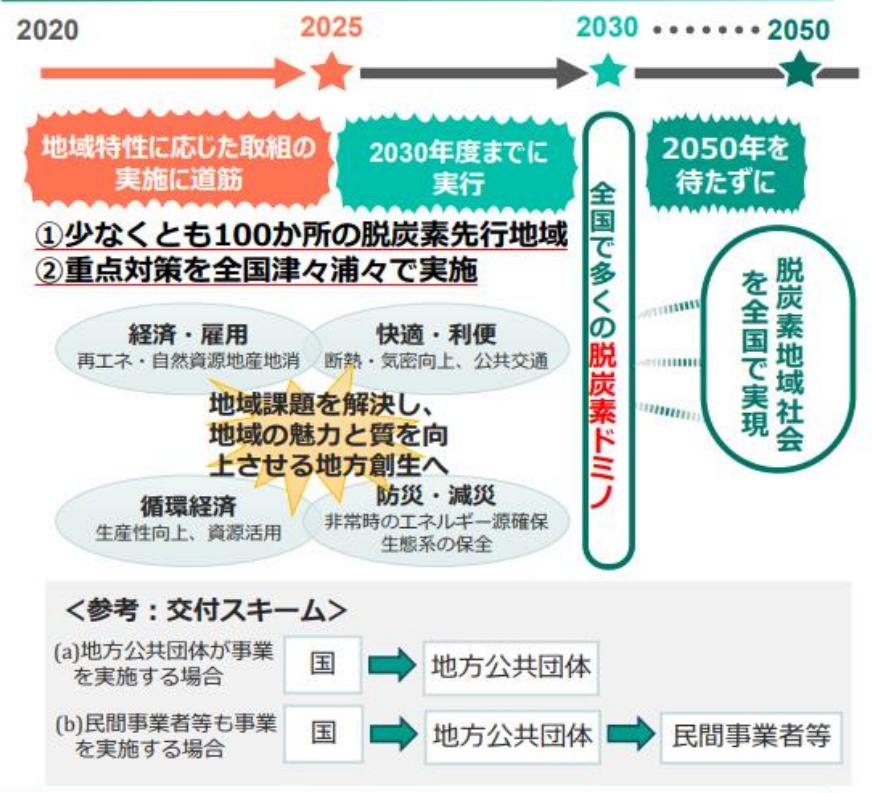 2020
2025
2030
・・・・・・・
2050
地域特性に応じた取組の
実施に道筋
2030年度までに
実行
2050年を
待たずに
①少なくとも100か所の脱炭素先行地域
②重点対策を全国津々浦々で実施
経済・雇用
再エネ・自然資源地産地消
快適・利便
断熱・気密向上、公共交通
地域課題を解決し、
地域の魅力と質を向
上させる地方創生へ
循環経済
生産性向上、資源活用
防災・減災
非常時のエネルギー源確保
生態系の保全
全国で多くの脱炭素ドミノ
脱炭素地域社会
を全国で実現
＜参考：交付スキーム＞
(a)地方公共団体が事業
を実施する場合
国
地方公共団体
(b)民間事業者等も事業
を実施する場合
国
地方公共団体
民間事業者等